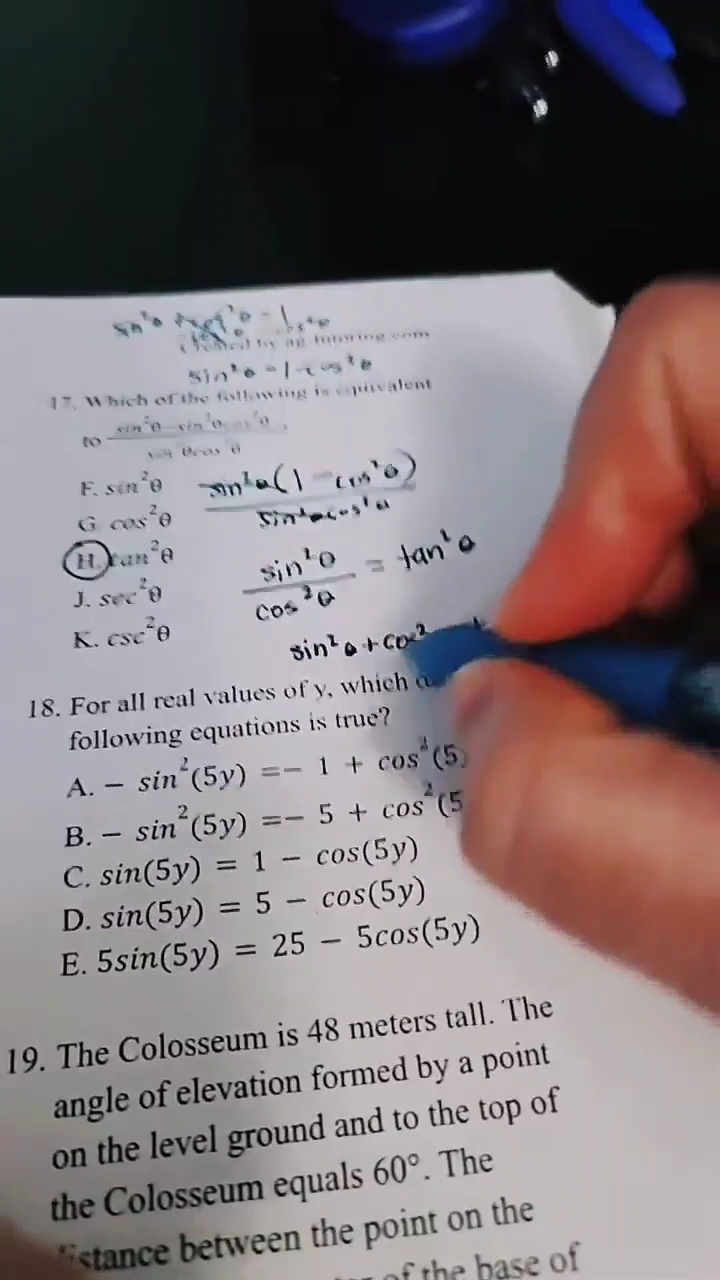 sin²θ = 1 - cos²θ
17. Which of the following is equivalent
to
F. sin²θ
sin²θ(1 - cos²θ)
G. cos²θ
sin²θcos²θ
H. tan²θ
sin²θ
cos²θ
= tan²θ
J. sec²θ
K. csc²θ
sin²θ + cos²
18. For all real values of y, which
following equations is true?
A. − sin²(5y) =− 1 + cos²(5
B. − sin²(5y) =− 5 + cos²(5
C. sin(5y) = 1 − cos(5y)
D. sin(5y) = 5 − cos(5y)
E. 5sin(5y) = 25 − 5cos(5y)
19. The Colosseum is 48 meters tall. The
angle of elevation formed by a point
on the level ground and to the top of
the Colosseum equals 60°. The
distance between the point on the
of the base of